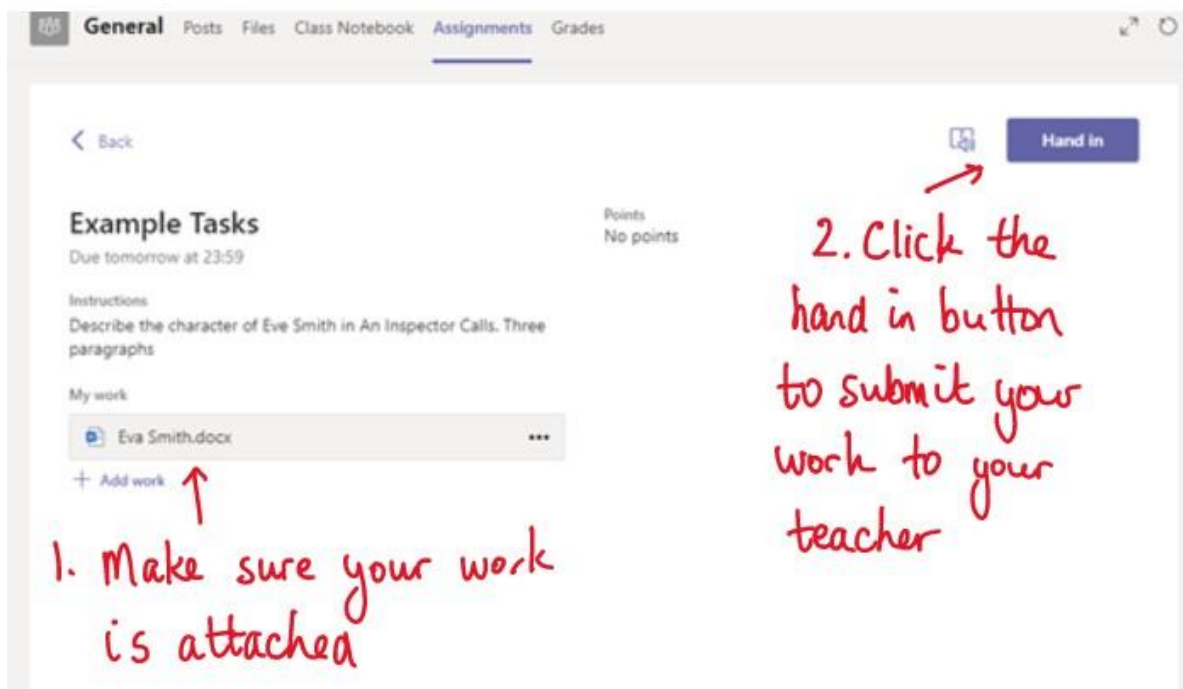 General Posts Files Class Notebook Assignments Grades
Back
Hand in
Example Tasks
Due tomorrow at 23:59
Points
No points
Instructions
Describe the character of Eve Smith in An Inspector Calls. Three
paragraphs
My work
Eva Smith.docx
+ Add work
1. Make sure your work
is attached
2. Click the
hand in button
to submit your
work to your
teacher